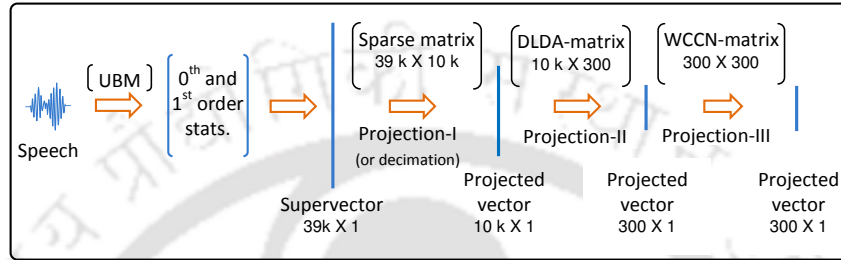 Speech
[ UBM ]
0th and
1st order
stats.
Sparse matrix
39 k X 10 k
Projection-I
(or decimation)
DLDA-matrix
10 k X 300
Projection-II
WCCN-matrix
300 X 300
Projection-III
Supervector
39k X 1
Projected
vector
10 k X 1
Projected
vector
300 X 1
Projected
vector
300 X 1